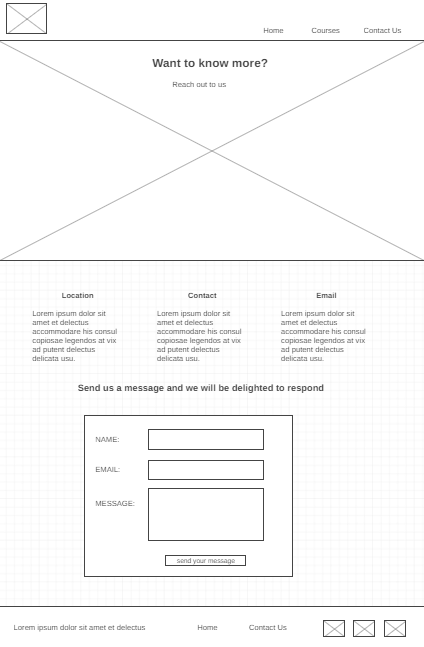 Home Courses Contact Us
Want to know more?
Reach out to us
Location
Lorem ipsum dolor sit
amet et delectus
accommodare his consul
copiosae legendos at vix
ad putent delectus
delicata usu.
Contact
Lorem ipsum dolor sit
amet et delectus
accommodare his consul
copiosae legendos at vix
ad putent delectus
delicata usu.
Email
Lorem ipsum dolor sit
amet et delectus
accommodare his consul
copiosae legendos at vix
ad putent delectus
delicata usu.
Send us a message and we will be delighted to respond
NAME:
EMAIL:
MESSAGE:
send your message
Lorem ipsum dolor sit amet et delectus Home Contact Us